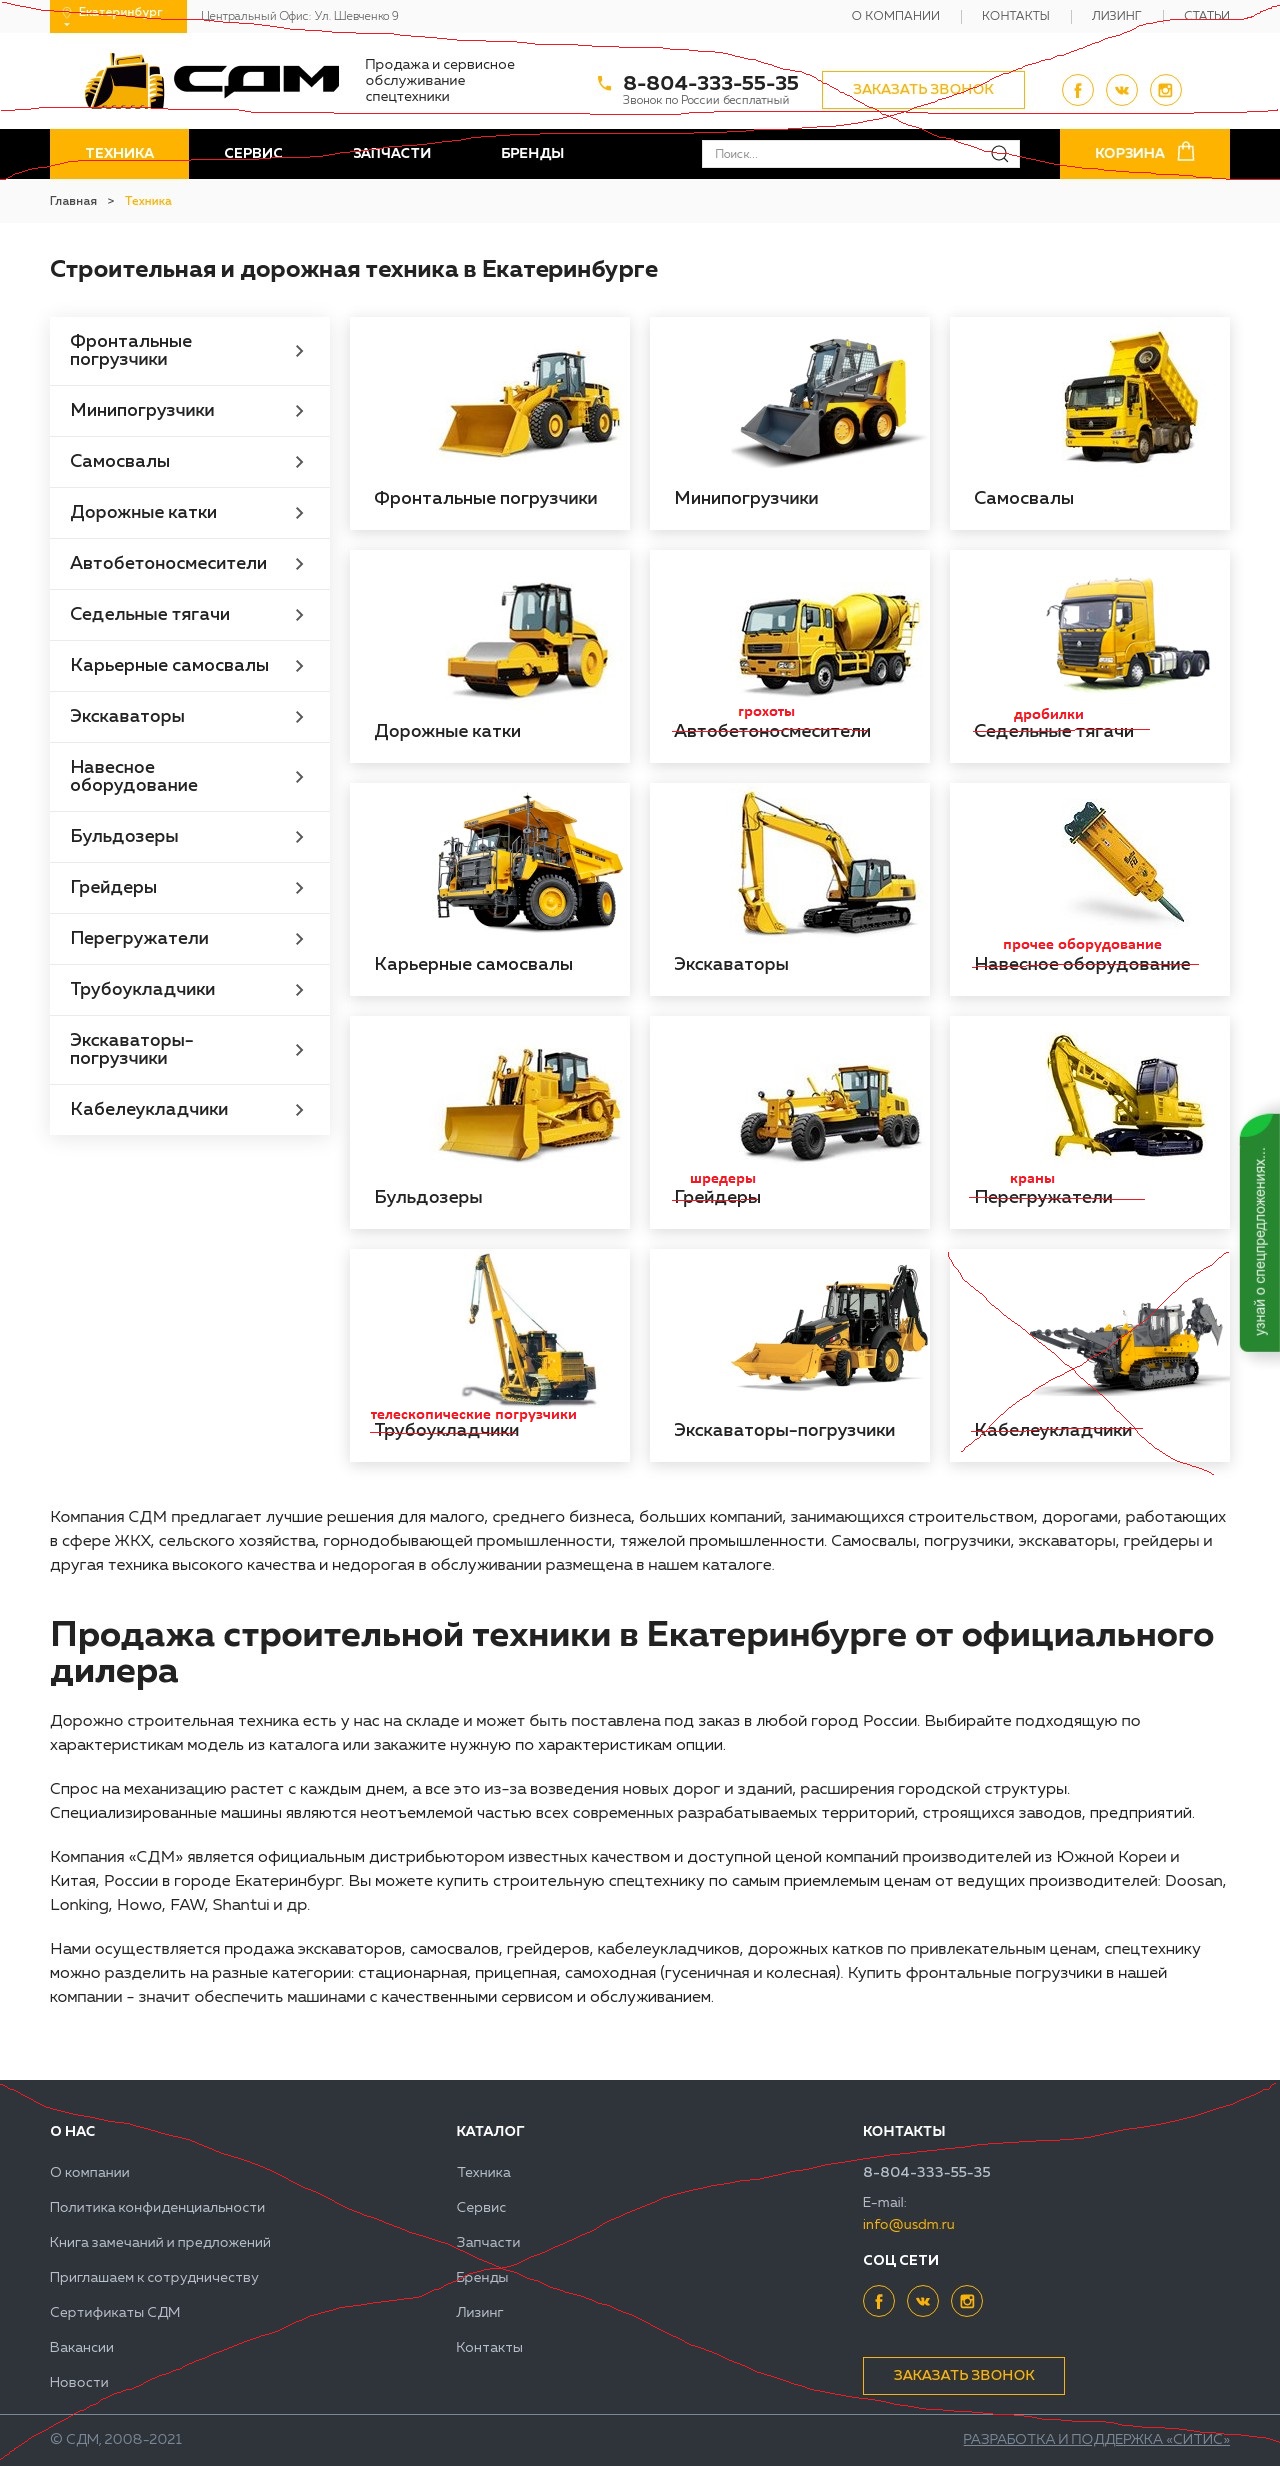 Екатеринбург
Центральный Офис: Ул. Шевченко 9
О КОМПАНИИ
КОНТАКТЫ
ЛИЗИНГ
СТАТЬИ
СДМ
Продажа и сервисное
обслуживание
спецтехники
8-804-333-55-35
Звонок по России бесплатный
ЗАКАЗАТЬ ЗВОНОК
ТЕХНИКА
СЕРВИС
ЗАПЧАСТИ
БРЕНДЫ
Поиск...
КОРЗИНА
Главная > Техника
Строительная и дорожная техника в Екатеринбурге
Фронтальные
погрузчики
Минипогрузчики
Самосвалы
Дорожные катки
Автобетоносмесители
Седельные тягачи
Карьерные самосвалы
Экскаваторы
Навесное
оборудование
Бульдозеры
Грейдеры
Перегружатели
Трубоукладчики
Экскаваторы-
погрузчики
Кабелеукладчики
Фронтальные погрузчики
Минипогрузчики
Самосвалы
Дорожные катки
грохоты
Автобетоносмесители
дробилки
Седельные тягачи
Карьерные самосвалы
Экскаваторы
прочее оборудование
Навесное оборудование
Бульдозеры
шредеры
Грейдеры
краны
Перегружатели
телескопические погрузчики
Трубоукладчики
Экскаваторы-погрузчики
Кабелеукладчики
узнай о спецпредложениях...
Компания СДМ предлагает лучшие решения для малого, среднего бизнеса, больших компаний, занимающихся строительством, дорогами, работающих
в сфере ЖКХ, сельского хозяйства, горнодобывающей промышленности, тяжелой промышленности. Самосвалы, погрузчики, экскаваторы, грейдеры и
другая техника высокого качества и недорогая в обслуживании размещена в нашем каталоге.
Продажа строительной техники в Екатеринбурге от официального
дилера
Дорожно строительная техника есть у нас на складе и может быть поставлена под заказ в любой город России. Выбирайте подходящую по
характеристикам модель из каталога или закажите нужную по характеристикам опции.
Спрос на механизацию растет с каждым днем, а все это из-за возведения новых дорог и зданий, расширения городской структуры.
Специализированные машины являются неотъемлемой частью всех современных разрабатываемых территорий, строящихся заводов, предприятий.
Компания «СДМ» является официальным дистрибьютором известных качеством и доступной ценой компаний производителей из Южной Кореи и
Китая, России в городе Екатеринбург. Вы можете купить строительную спецтехнику по самым приемлемым ценам от ведущих производителей: Doosan,
Lonking, Howo, FAW, Shantui и др.
Нами осуществляется продажа экскаваторов, самосвалов, грейдеров, кабелеукладчиков, дорожных катков по привлекательным ценам, спецтехнику
можно разделить на разные категории: стационарная, прицепная, самоходная (гусеничная и колесная). Купить фронтальные погрузчики в нашей
компании - значит обеспечить машинами с качественными сервисом и обслуживанием.
О НАС
О компании
Политика конфиденциальности
Книга замечаний и предложений
Приглашаем к сотрудничеству
Сертификаты СДМ
Вакансии
Новости
КАТАЛОГ
Техника
Сервис
Запчасти
Бренды
Лизинг
Контакты
КОНТАКТЫ
8-804-333-55-35
E-mail:
info@usdm.ru
СОЦ СЕТИ
ЗАКАЗАТЬ ЗВОНОК
© СДМ, 2008-2021
РАЗРАБОТКА И ПОДДЕРЖКА «СИТИС»